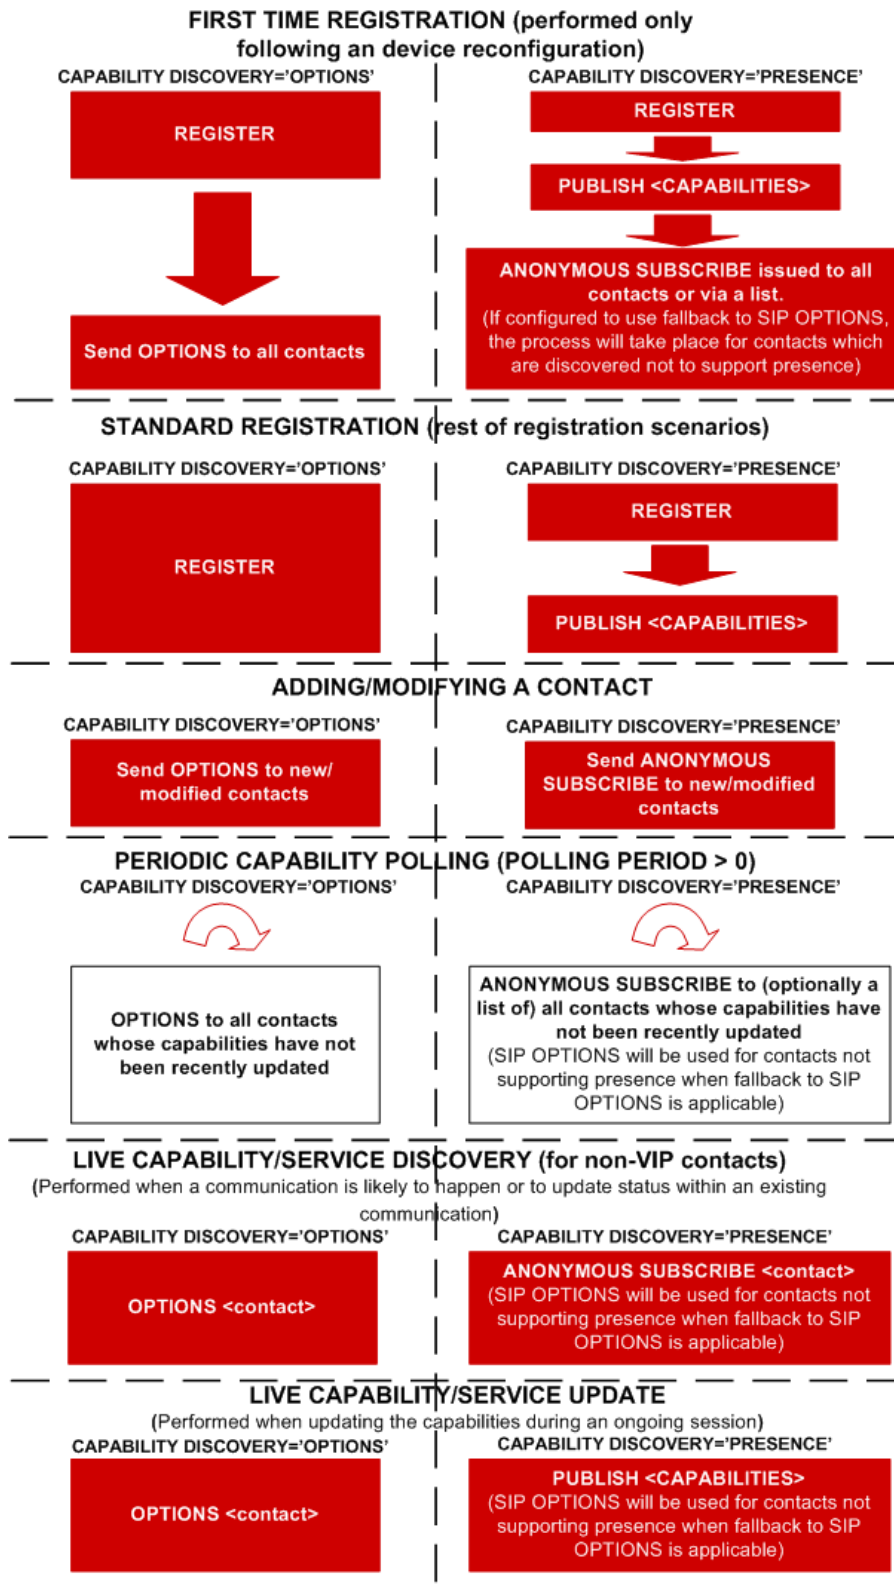 FIRST TIME REGISTRATION (performed only
following an device reconfiguration)
CAPABILITY DISCOVERY='OPTIONS'
REGISTER
Send OPTIONS to all contacts
CAPABILITY DISCOVERY='PRESENCE'
REGISTER
PUBLISH <CAPABILITIES>
ANONYMOUS SUBSCRIBE issued to all
contacts or via a list.
(If configured to use fallback to SIP OPTIONS,
the process will take place for contacts which
are discovered not to support presence)
STANDARD REGISTRATION (rest of registration scenarios)
CAPABILITY DISCOVERY='OPTIONS'
REGISTER
CAPABILITY DISCOVERY='PRESENCE'
REGISTER
PUBLISH <CAPABILITIES>
ADDING/MODIFYING A CONTACT
CAPABILITY DISCOVERY='OPTIONS'
Send OPTIONS to new/
modified contacts
CAPABILITY DISCOVERY='PRESENCE'
Send ANONYMOUS
SUBSCRIBE to new/modified
contacts
PERIODIC CAPABILITY POLLING (POLLING PERIOD > 0)
CAPABILITY DISCOVERY='OPTIONS'
OPTIONS to all contacts
whose capabilities have not
been recently updated
CAPABILITY DISCOVERY='PRESENCE'
ANONYMOUS SUBSCRIBE to (optionally a
list of) all contacts whose capabilities have
not been recently updated
(SIP OPTIONS will be used for contacts not
supporting presence when fallback to SIP
OPTIONS is applicable)
LIVE CAPABILITY/SERVICE DISCOVERY (for non-VIP contacts)
(Performed when a communication is likely to happen or to update status within an existing
communication)
CAPABILITY DISCOVERY='OPTIONS'
OPTIONS <contact>
CAPABILITY DISCOVERY='PRESENCE'
ANONYMOUS SUBSCRIBE <contact>
(SIP OPTIONS will be used for contacts not
supporting presence when fallback to SIP
OPTIONS is applicable)
LIVE CAPABILITY/SERVICE UPDATE
(Performed when updating the capabilities during an ongoing session)
CAPABILITY DISCOVERY='OPTIONS'
OPTIONS <contact>
CAPABILITY DISCOVERY='PRESENCE'
PUBLISH <CAPABILITIES>
(SIP OPTIONS will be used for contacts not
supporting presence when fallback to SIP
OPTIONS is applicable)